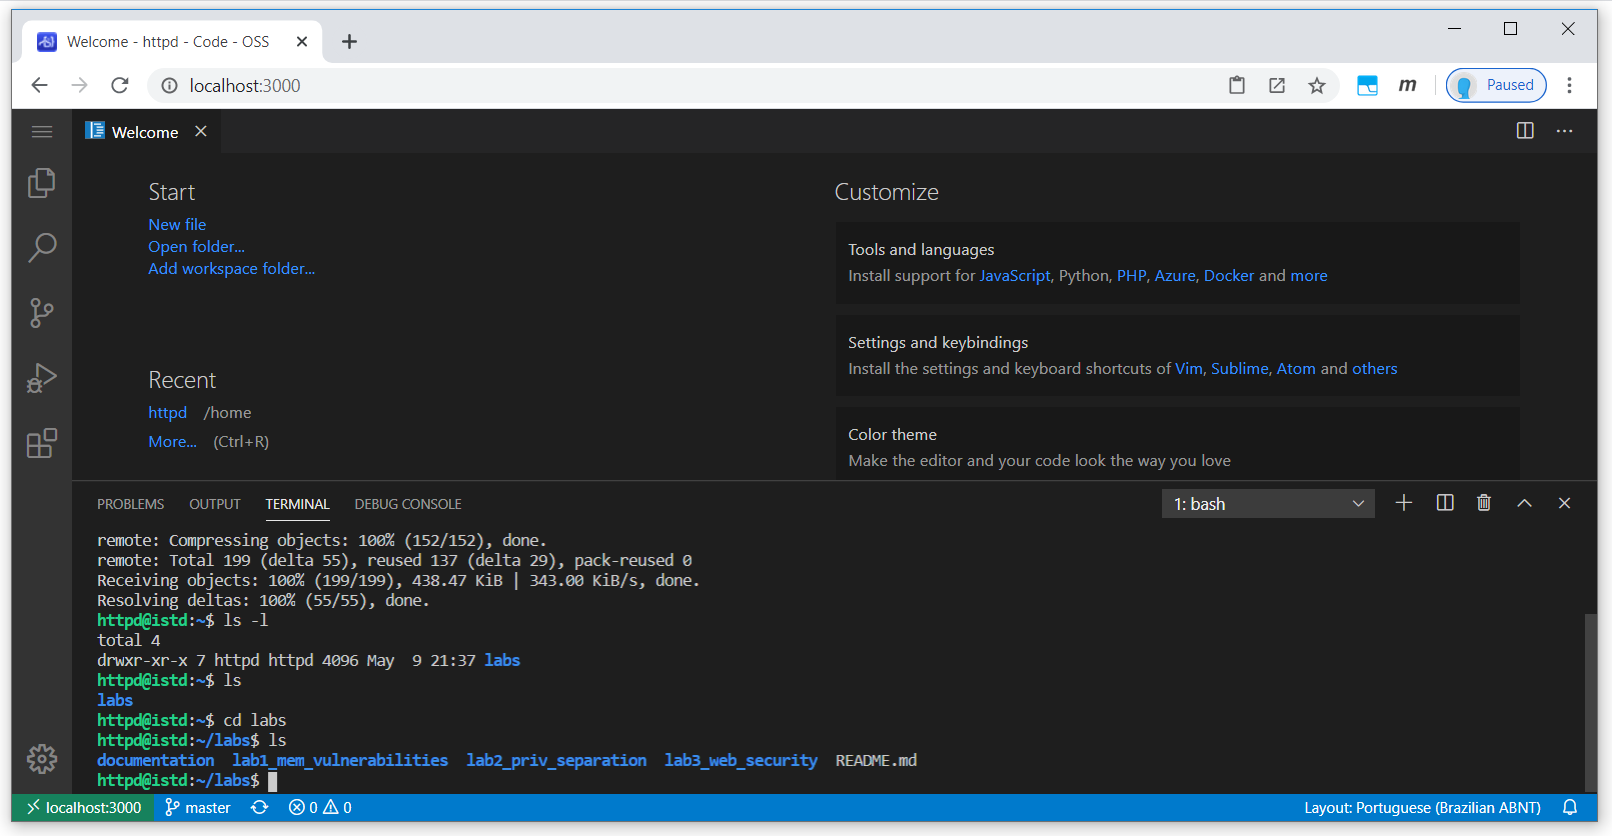 Welcome - httpd - Code - OSS
localhost:3000
m
Paused
Welcome
Start
New file
Open folder...
Add workspace folder...
Recent
httpd /home
More... (Ctrl+R)
Customize
Tools and languages
Install support for JavaScript, Python, PHP, Azure, Docker and more
Settings and keybindings
Install the settings and keyboard shortcuts of Vim, Sublime, Atom and others
Color theme
Make the editor and your code look the way you love
PROBLEMS OUTPUT TERMINAL DEBUG CONSOLE
1: bash
remote: Compressing objects: 100% (152/152), done.
remote: Total 199 (delta 55), reused 137 (delta 29), pack-reused 0
Receiving objects: 100% (199/199), 438.47 KiB | 343.00 KiB/s, done.
Resolving deltas: 100% (55/55), done.
httpd@istd:~$ ls -l
total 4
drwxr-xr-x 7 httpd httpd 4096 May  9 21:37 labs
httpd@istd:~$ ls
labs
httpd@istd:~$ cd labs
httpd@istd:~/labs$ ls
documentation  lab1_mem_vulnerabilities  lab2_priv_separation  lab3_web_security  README.md
httpd@istd:~/labs$
localhost:3000 master 0 0 Layout: Portuguese (Brazilian ABNT)